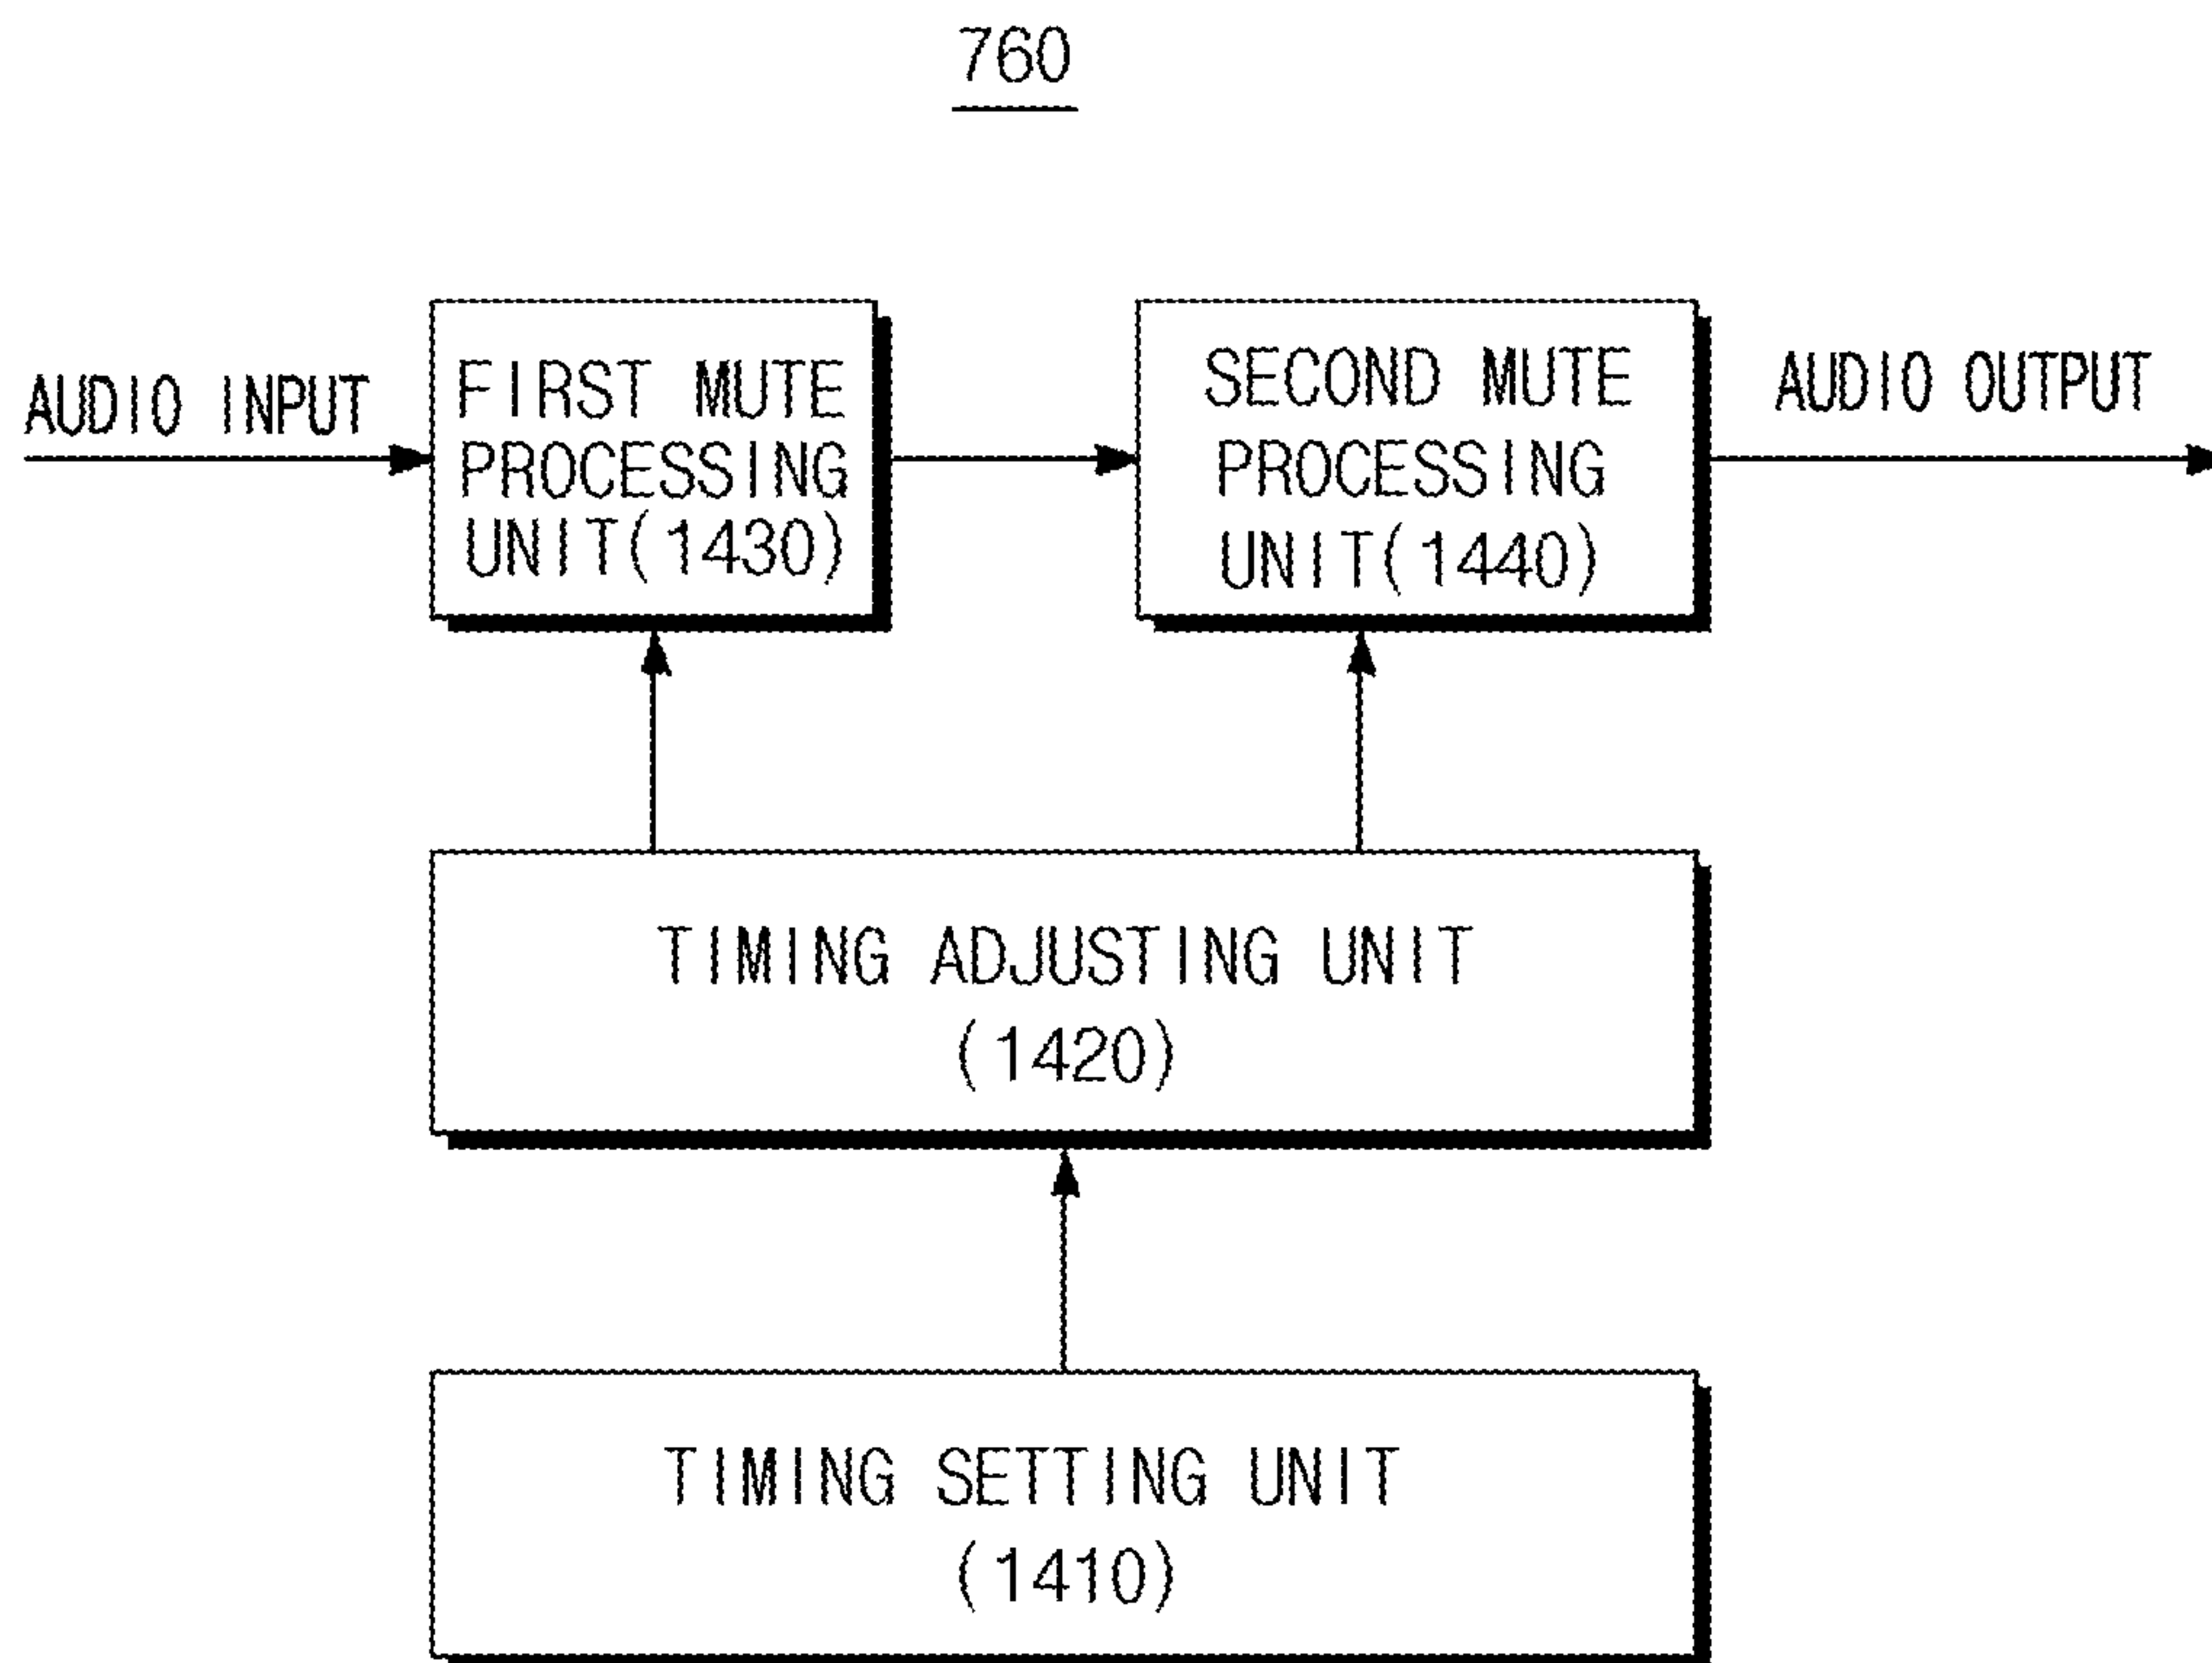 760
AUDIO INPUT
FIRST MUTE
PROCESSING
UNIT(1430)
SECOND MUTE
PROCESSING
UNIT(1440)
AUDIO OUTPUT
TIMING ADJUSTING UNIT
(1420)
TIMING SETTING UNIT
(1410)